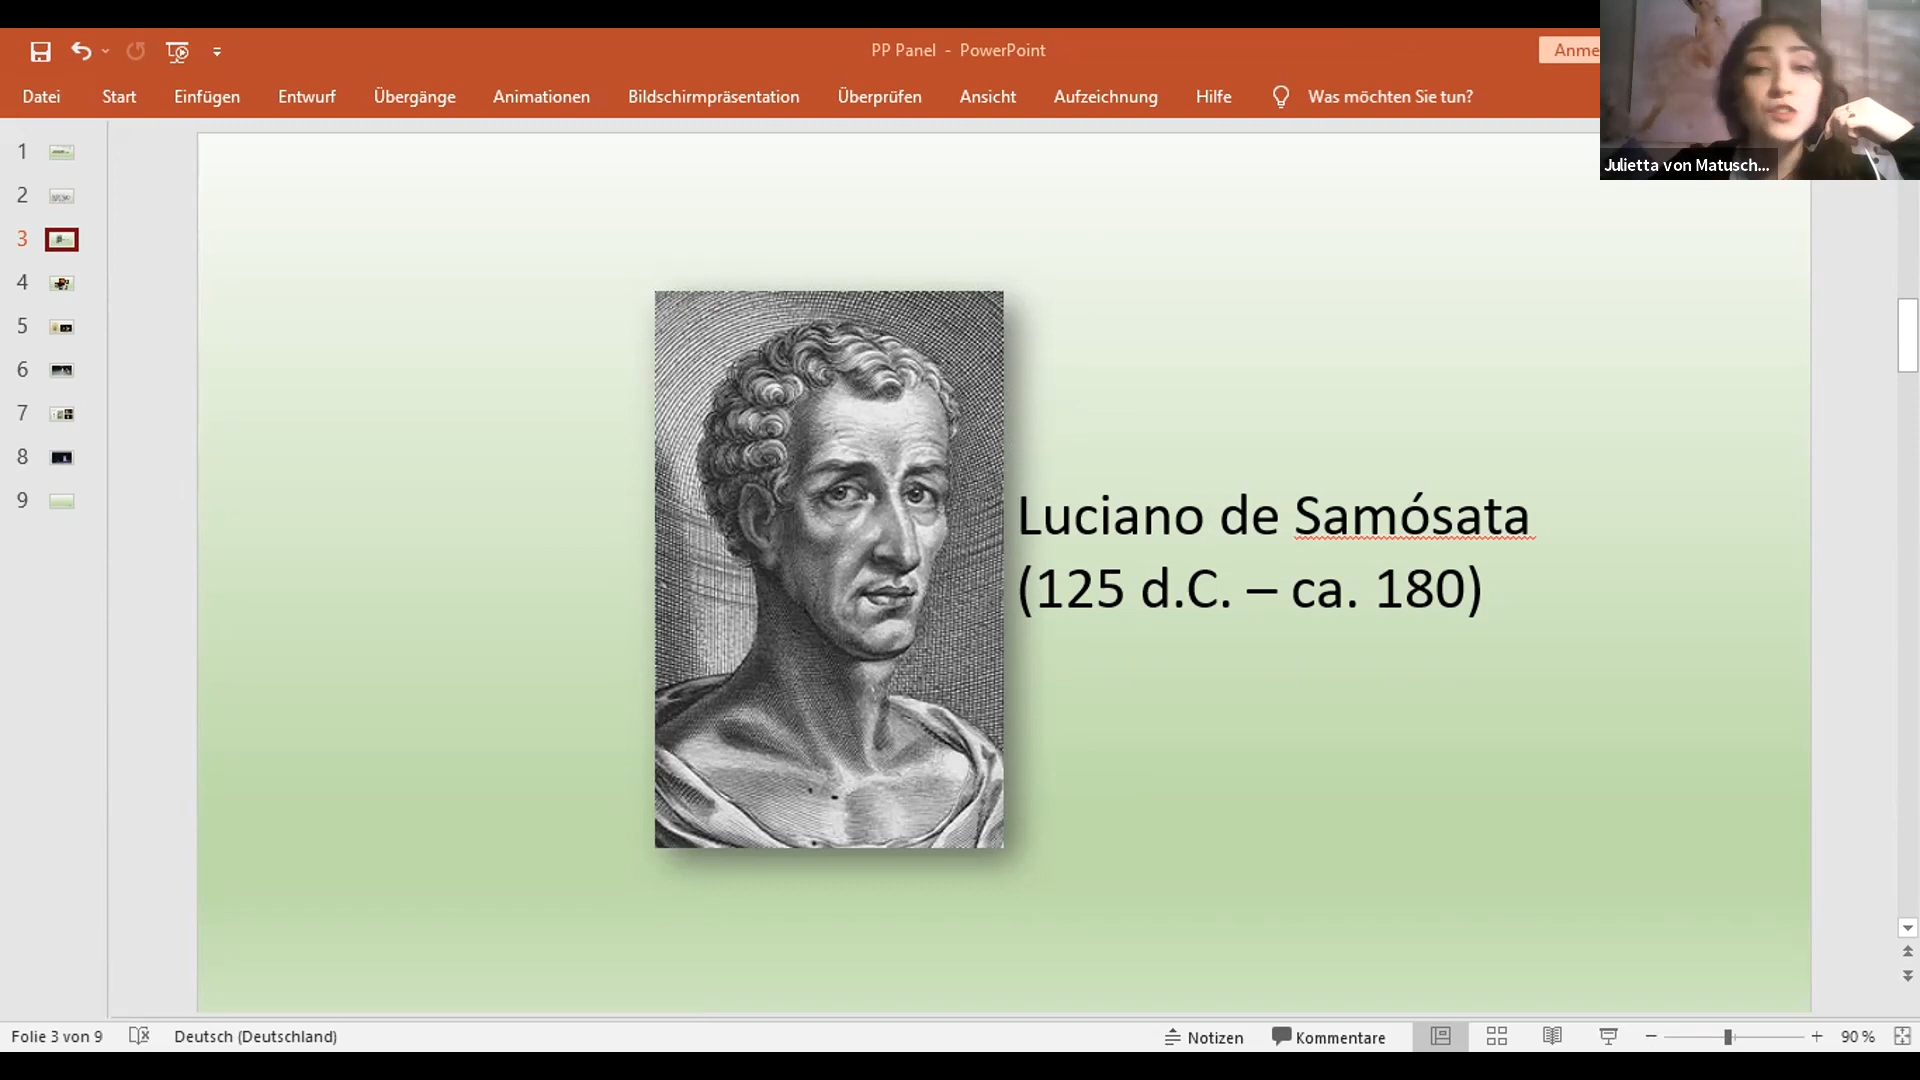 PP Panel - PowerPoint
Anme
Datei Start Einfügen Entwurf Übergänge Animationen Bildschirmpräsentation Überprüfen Ansicht Aufzeichnung Hilfe Was möchten Sie tun?
Julietta von Matusch...
1
2
3
4
5
6
7
8
9
Luciano de Samósata
(125 d.C. – ca. 180)
Folie 3 von 9 Deutsch (Deutschland) Notizen Kommentare 90 %